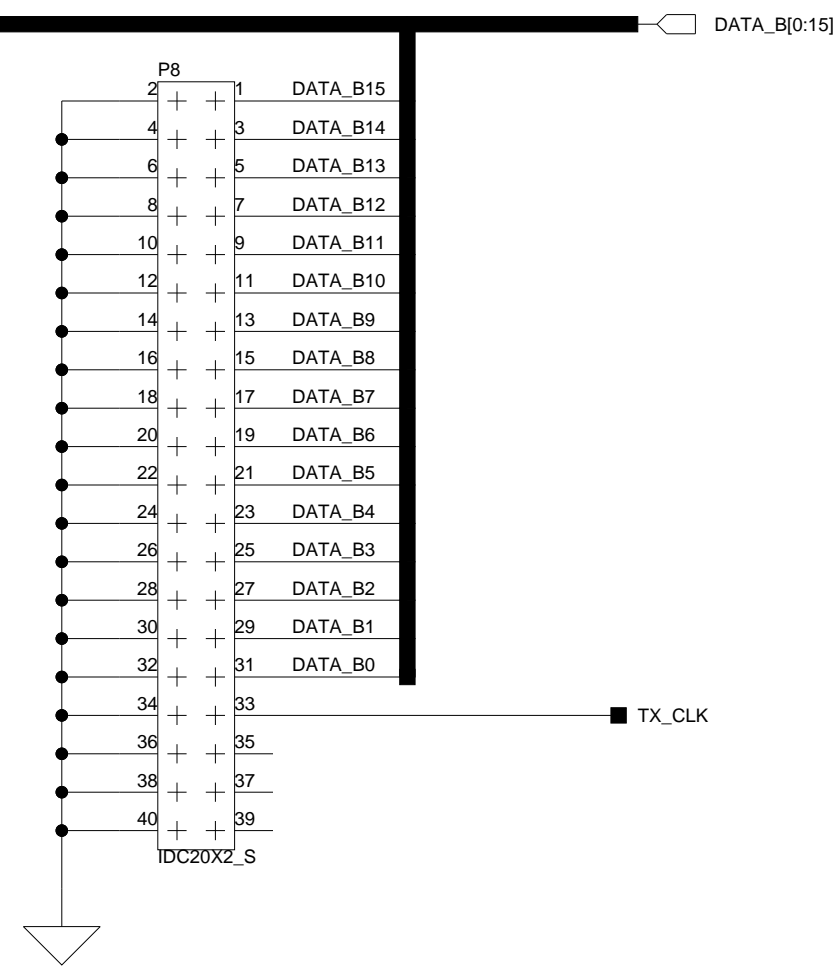 DATA_B[0:15]
P8
2 1 DATA_B15
4 3 DATA_B14
6 5 DATA_B13
8 7 DATA_B12
10 9 DATA_B11
12 11 DATA_B10
14 13 DATA_B9
16 15 DATA_B8
18 17 DATA_B7
20 19 DATA_B6
22 21 DATA_B5
24 23 DATA_B4
26 25 DATA_B3
28 27 DATA_B2
30 29 DATA_B1
32 31 DATA_B0
34 33 TX_CLK
36 35
38 37
40 39
IDC20X2_S